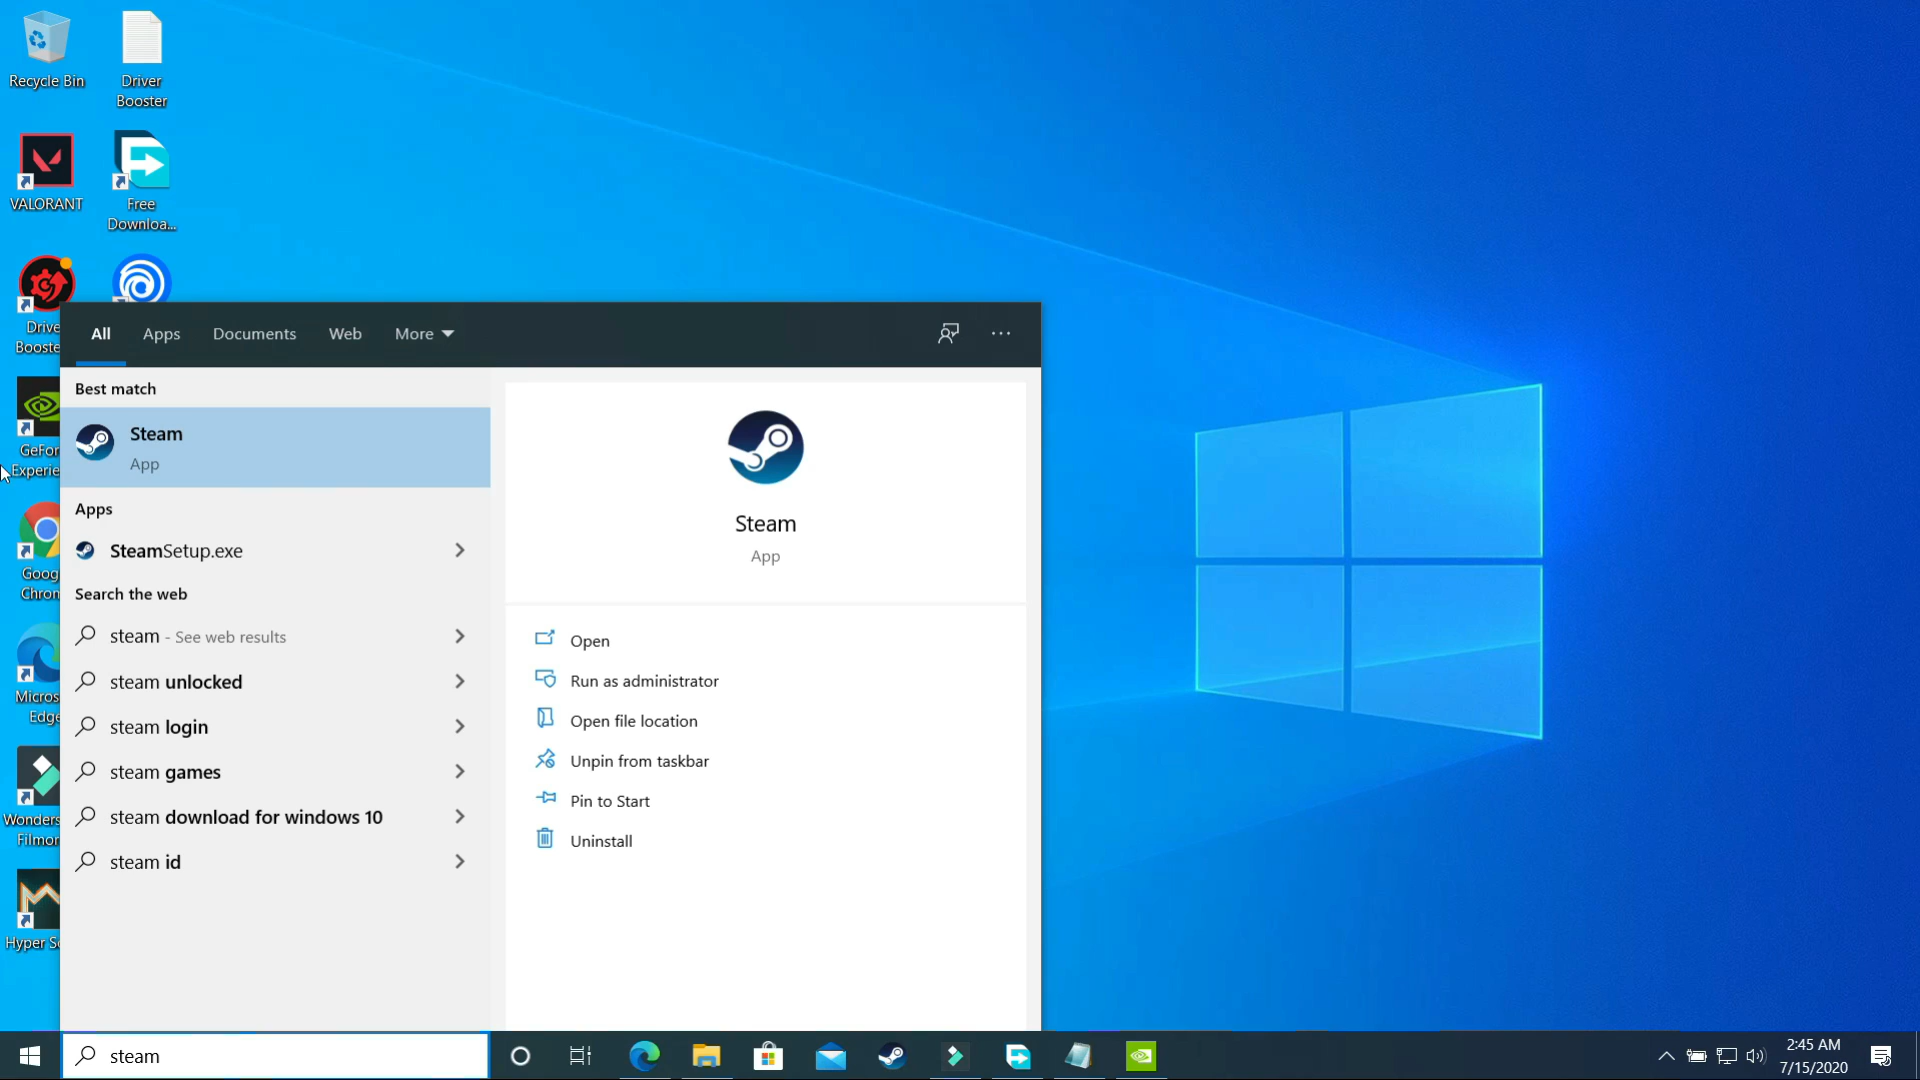 Recycle Bin
Driver
Booster
VALORANT
Free
Downloa...
Drive
Booste
GeFor
Experie
Goog
Chron
Micros
Edge
Wonders
Filmor
Hyper Sc
All
Apps
Documents
Web
More
Best match
Steam
App
Apps
SteamSetup.exe
Search the web
steam - See web results
steam unlocked
steam login
steam games
steam download for windows 10
steam id
Steam
App
Open
Run as administrator
Open file location
Unpin from taskbar
Pin to Start
Uninstall
steam
2:45 AM
7/15/2020